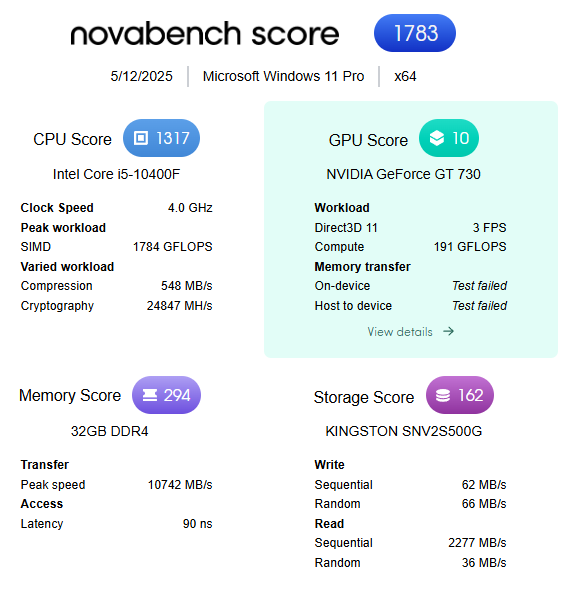 novabench score 1783
5/12/2025 Microsoft Windows 11 Pro x64
CPU Score 1317
Intel Core i5-10400F
Clock Speed 4.0 GHz
Peak workload
SIMD 1784 GFLOPS
Varied workload
Compression 548 MB/s
Cryptography 24847 MH/s
GPU Score 10
NVIDIA GeForce GT 730
Workload
Direct3D 11 3 FPS
Compute 191 GFLOPS
Memory transfer
On-device Test failed
Host to device Test failed
View details →
Memory Score 294
32GB DDR4
Transfer
Peak speed 10742 MB/s
Access
Latency 90 ns
Storage Score 162
KINGSTON SNV2S500G
Write
Sequential 62 MB/s
Random 66 MB/s
Read
Sequential 2277 MB/s
Random 36 MB/s